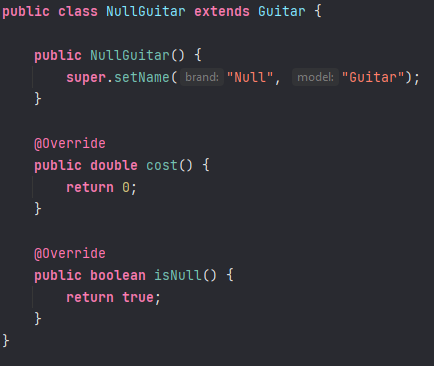 public class NullGuitar extends Guitar {
public NullGuitar() {
super.setName( brand: "Null", model: "Guitar");
}
@Override
public double cost() {
return 0;
}
@Override
public boolean isNull() {
return true;
}
}